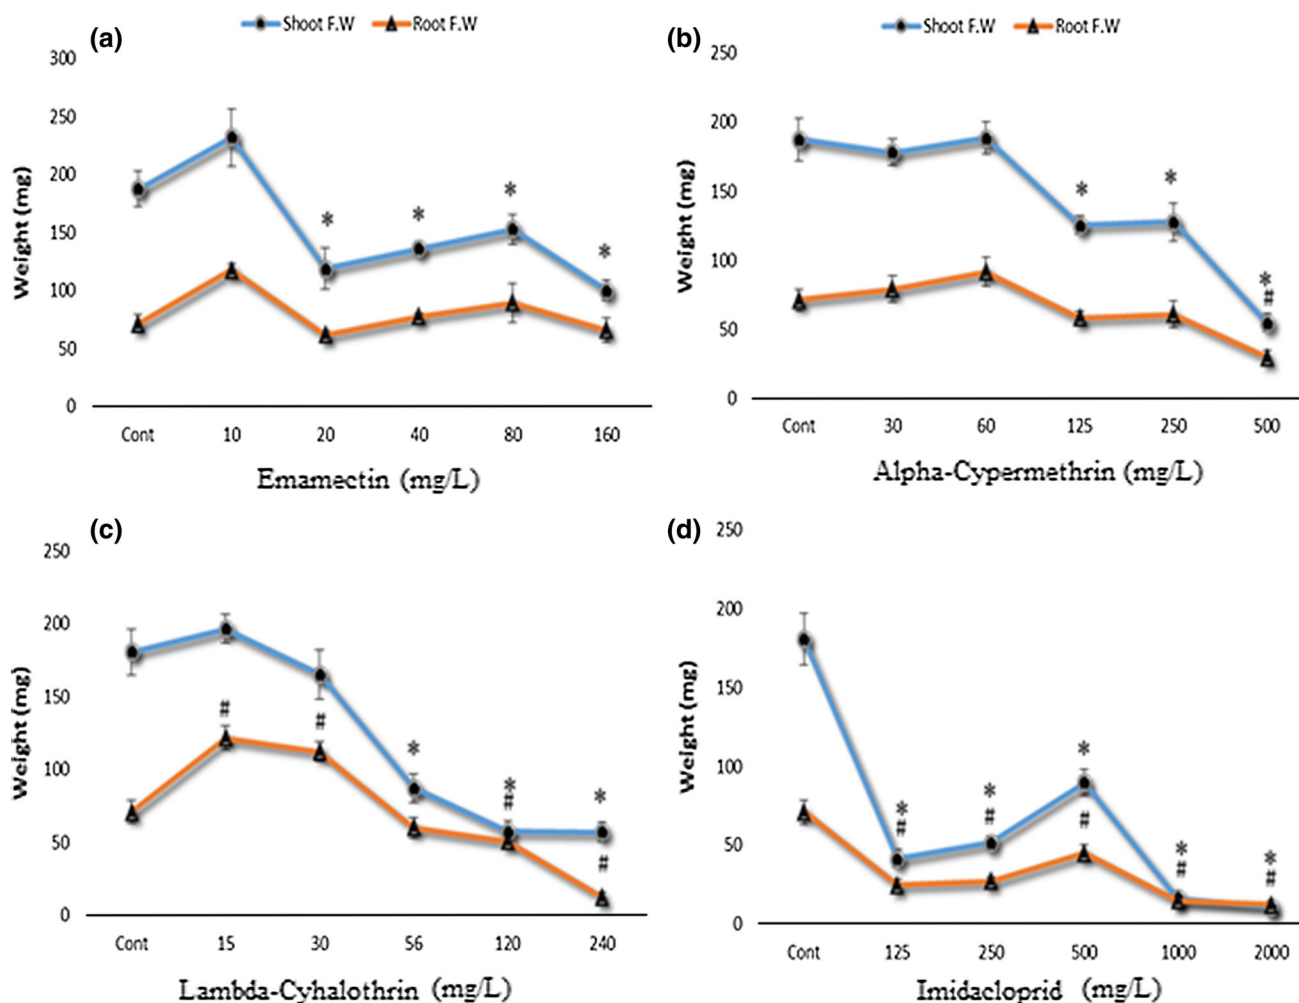 (a)
Shoot F.W Root F.W
300
250
200
150
100
50
0
Weight (mg)
* * * *
Cont 10 20 40 80 160
Emamectin (mg/L)
(b)
Shoot F.W Root F.W
250
200
150
100
50
0
Weight (mg)
* * *
#
Cont 30 60 125 250 500
Alpha-Cypermethrin (mg/L)
(c)
250
200
150
100
50
0
Weight (mg)
# # * * *
# #
Cont 15 30 56 120 240
Lambda-Cyhalothrin (mg/L)
(d)
250
200
150
100
50
0
Weight (mg)
* * * * *
# # # # #
Cont 125 250 500 1000 2000
Imidacloprid (mg/L)